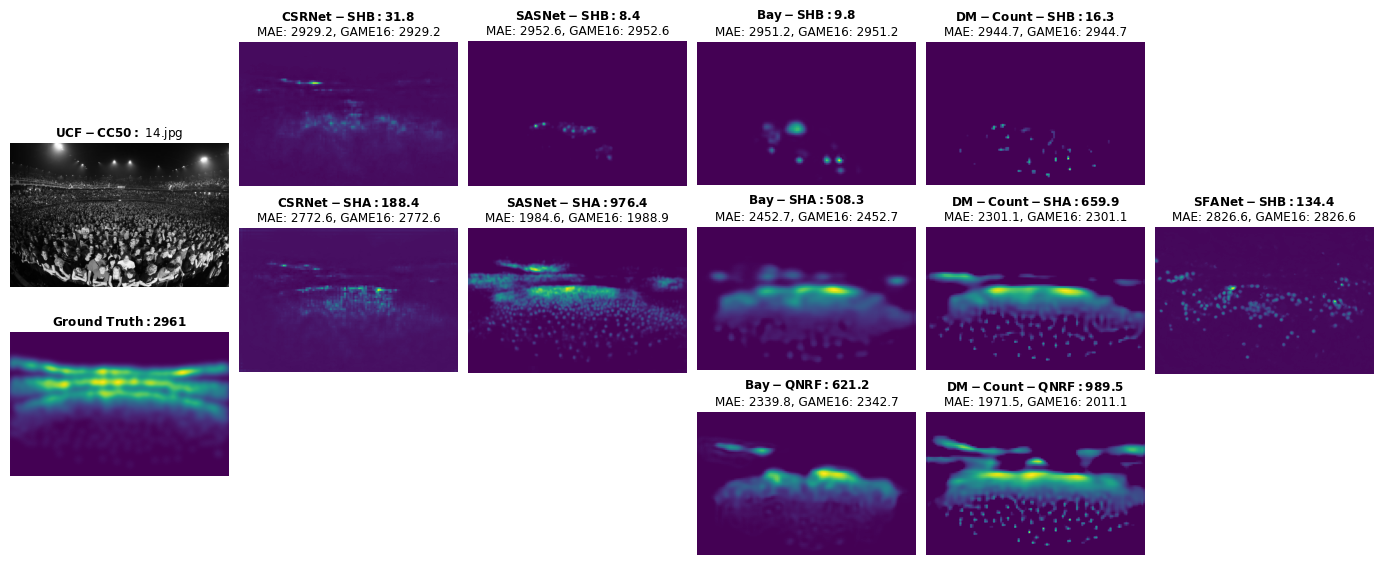 UCF − CC50 : 14.jpg
Ground Truth : 2961
CSRNet − SHB : 31.8
MAE: 2929.2, GAME16: 2929.2
SASNet − SHB : 8.4
MAE: 2952.6, GAME16: 2952.6
Bay − SHB : 9.8
MAE: 2951.2, GAME16: 2951.2
DM − Count − SHB : 16.3
MAE: 2944.7, GAME16: 2944.7
CSRNet − SHA : 188.4
MAE: 2772.6, GAME16: 2772.6
SASNet − SHA : 976.4
MAE: 1984.6, GAME16: 1988.9
Bay − SHA : 508.3
MAE: 2452.7, GAME16: 2452.7
DM − Count − SHA : 659.9
MAE: 2301.1, GAME16: 2301.1
SFANet − SHB : 134.4
MAE: 2826.6, GAME16: 2826.6
Bay − QNRF : 621.2
MAE: 2339.8, GAME16: 2342.7
DM − Count − QNRF : 989.5
MAE: 1971.5, GAME16: 2011.1